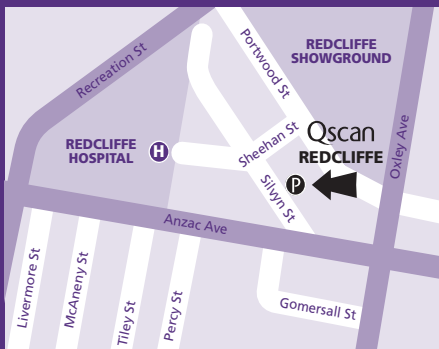 Recreation St
Portwood St
REDCLIFFE
SHOWGROUND
Oxley Ave
REDCLIFFE
HOSPITAL
H
Sheehan St
Qscan
REDCLIFFE
P
Silvyn St
Anzac Ave
Livermore St
McAneny St
Tiley St
Percy St
Gomersall St